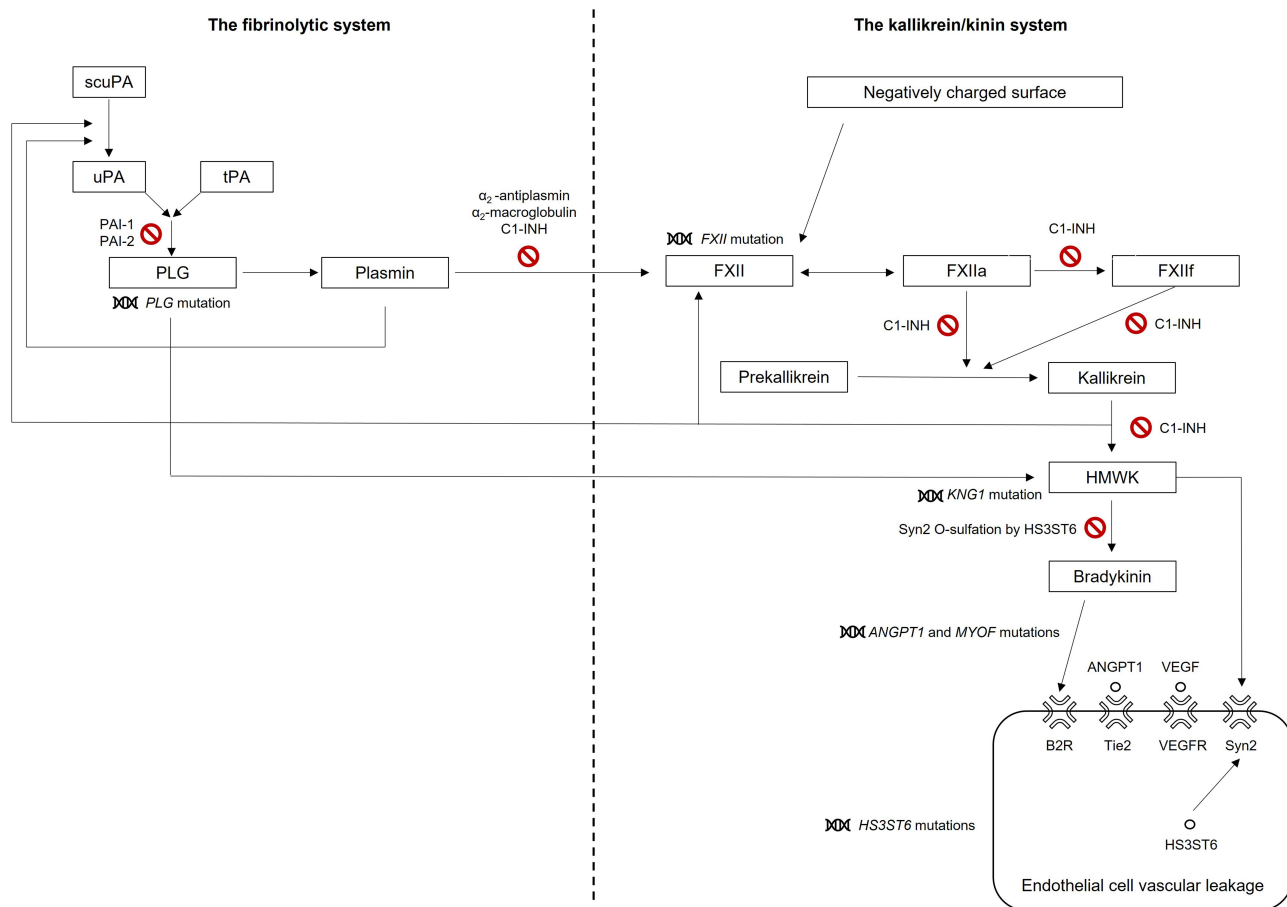 The fibrinolytic system
The kallikrein/kinin system
scuPA
Negatively charged surface
uPA
tPA
α₂-antiplasmin
α₂-macroglobulin
C1-INH
PAI-1
PAI-2
FXII mutation
C1-INH
PLG
Plasmin
FXII
FXIIa
FXIIf
PLG mutation
C1-INH
C1-INH
Prekallikrein
Kallikrein
C1-INH
HMWK
KNG1 mutation
Syn2 O-sulfation by HS3ST6
Bradykinin
ANGPT1 and MYOF mutations
ANGPT1
VEGF
B2R
Tie2
VEGFR
Syn2
HS3ST6 mutations
HS3ST6
Endothelial cell vascular leakage